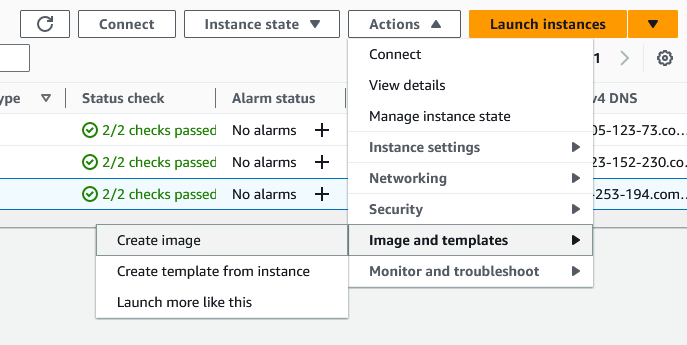 Connect Instance state Actions Launch instances
1
ype Status check Alarm status v4 DNS
2/2 checks passed No alarms 05-123-73.co...
2/2 checks passed No alarms 23-152-230.co...
2/2 checks passed No alarms -253-194.com...
Connect
View details
Manage instance state
Instance settings
Networking
Security
Image and templates
Monitor and troubleshoot
Create image
Create template from instance
Launch more like this